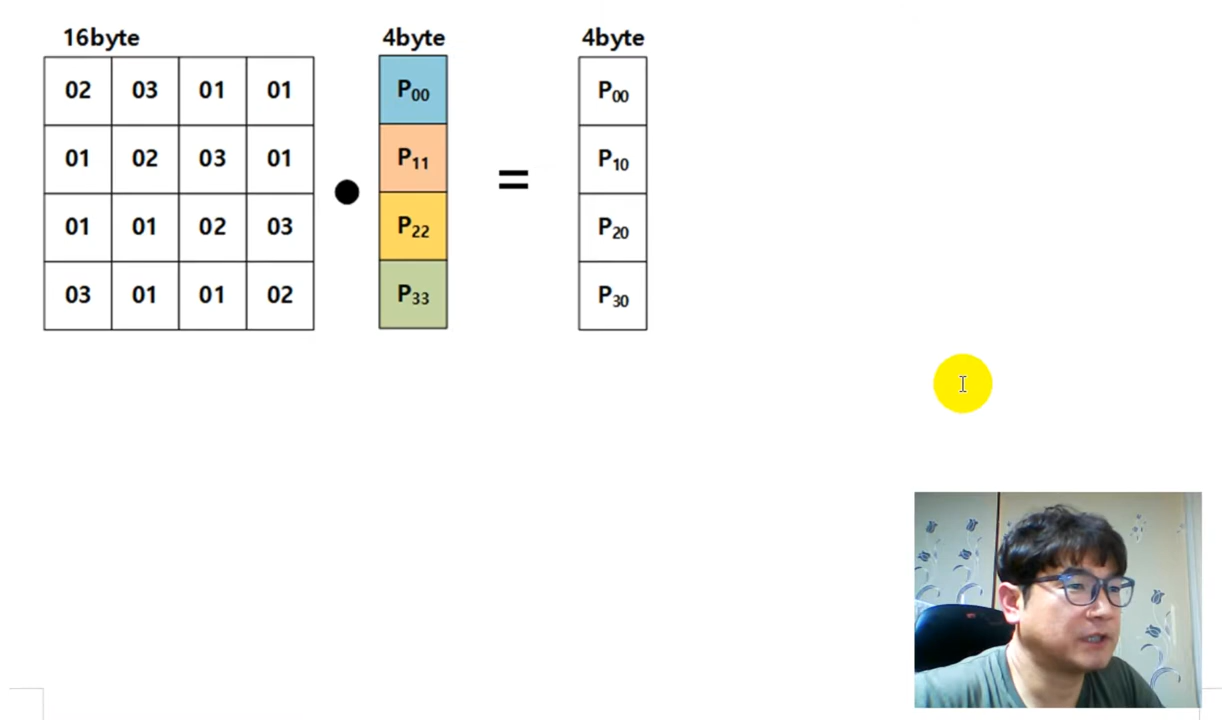 16byte 4byte 4byte
02 03 01 01 P00 P00
01 02 03 01 P11 P10
01 01 02 03 P22 = P20
03 01 01 02 P33 P30